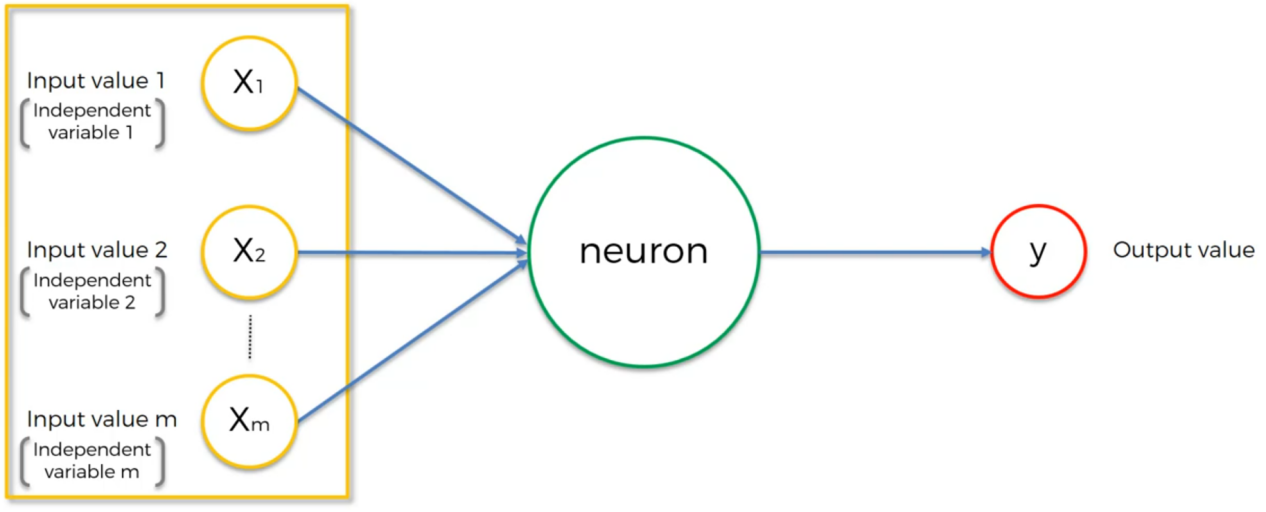 Input value 1
Independent
variable 1
X1
Input value 2
Independent
variable 2
X2
Input value m
Independent
variable m
Xm
neuron
y
Output value